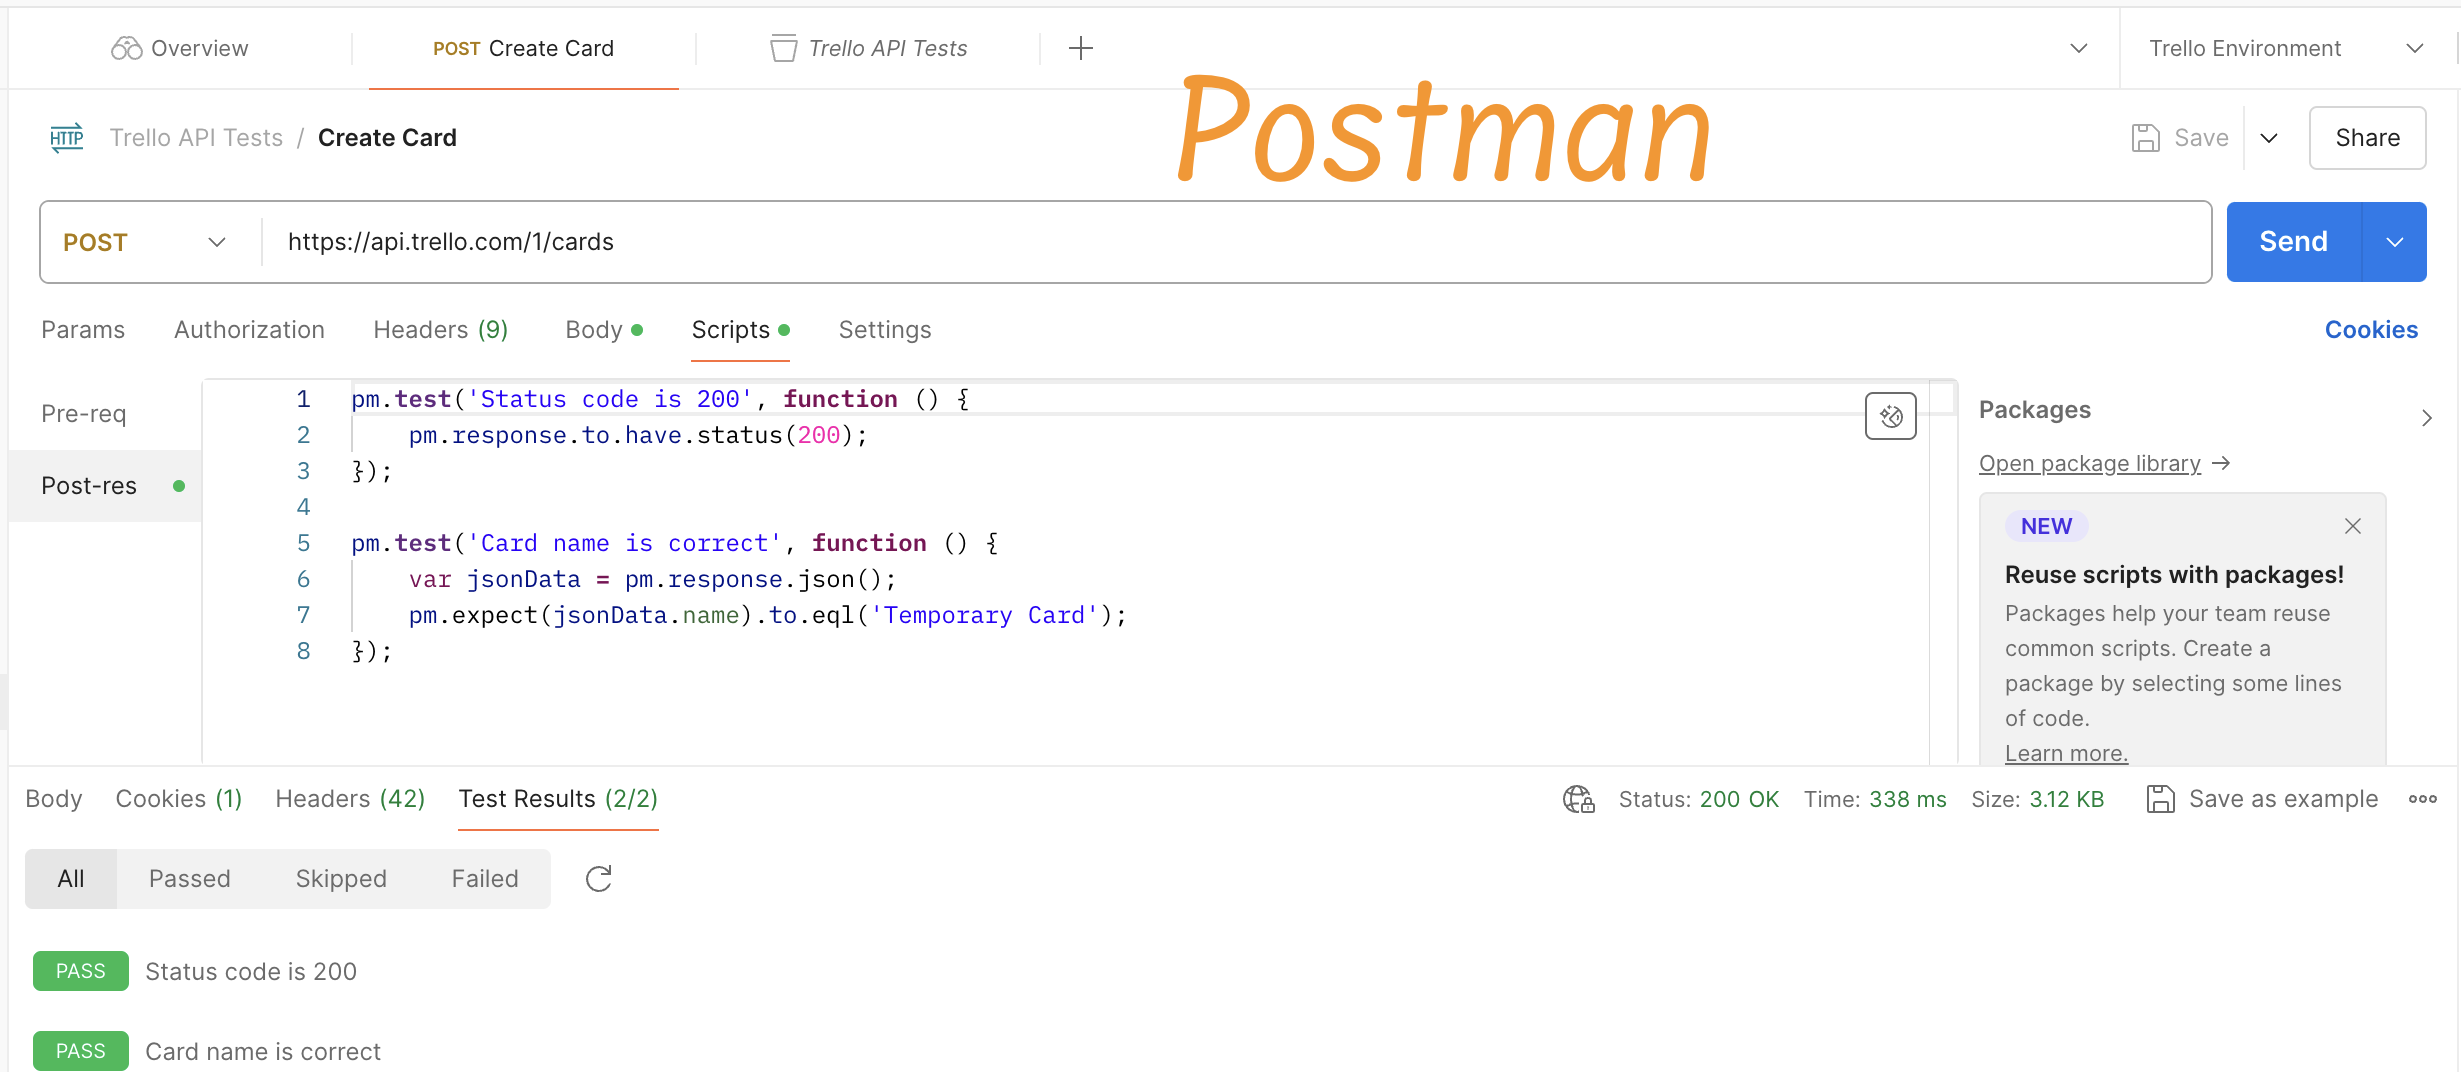 Overview
POST Create Card
Trello API Tests
Trello Environment
Postman
HTTP Trello API Tests / Create Card
Save
Share
POST
https://api.trello.com/1/cards
Send
Params
Authorization
Headers (9)
Body
Scripts
Settings
Cookies
Pre-req
Post-res
1 pm.test('Status code is 200', function () {
2 pm.response.to.have.status(200);
3 });
4
5 pm.test('Card name is correct', function () {
6 var jsonData = pm.response.json();
7 pm.expect(jsonData.name).to.eql('Temporary Card');
8 });
Packages
Open package library →
NEW
Reuse scripts with packages!
Packages help your team reuse
common scripts. Create a
package by selecting some lines
of code.
Learn more.
Body
Cookies (1)
Headers (42)
Test Results (2/2)
Status: 200 OK
Time: 338 ms
Size: 3.12 KB
Save as example
All
Passed
Skipped
Failed
PASS Status code is 200
PASS Card name is correct